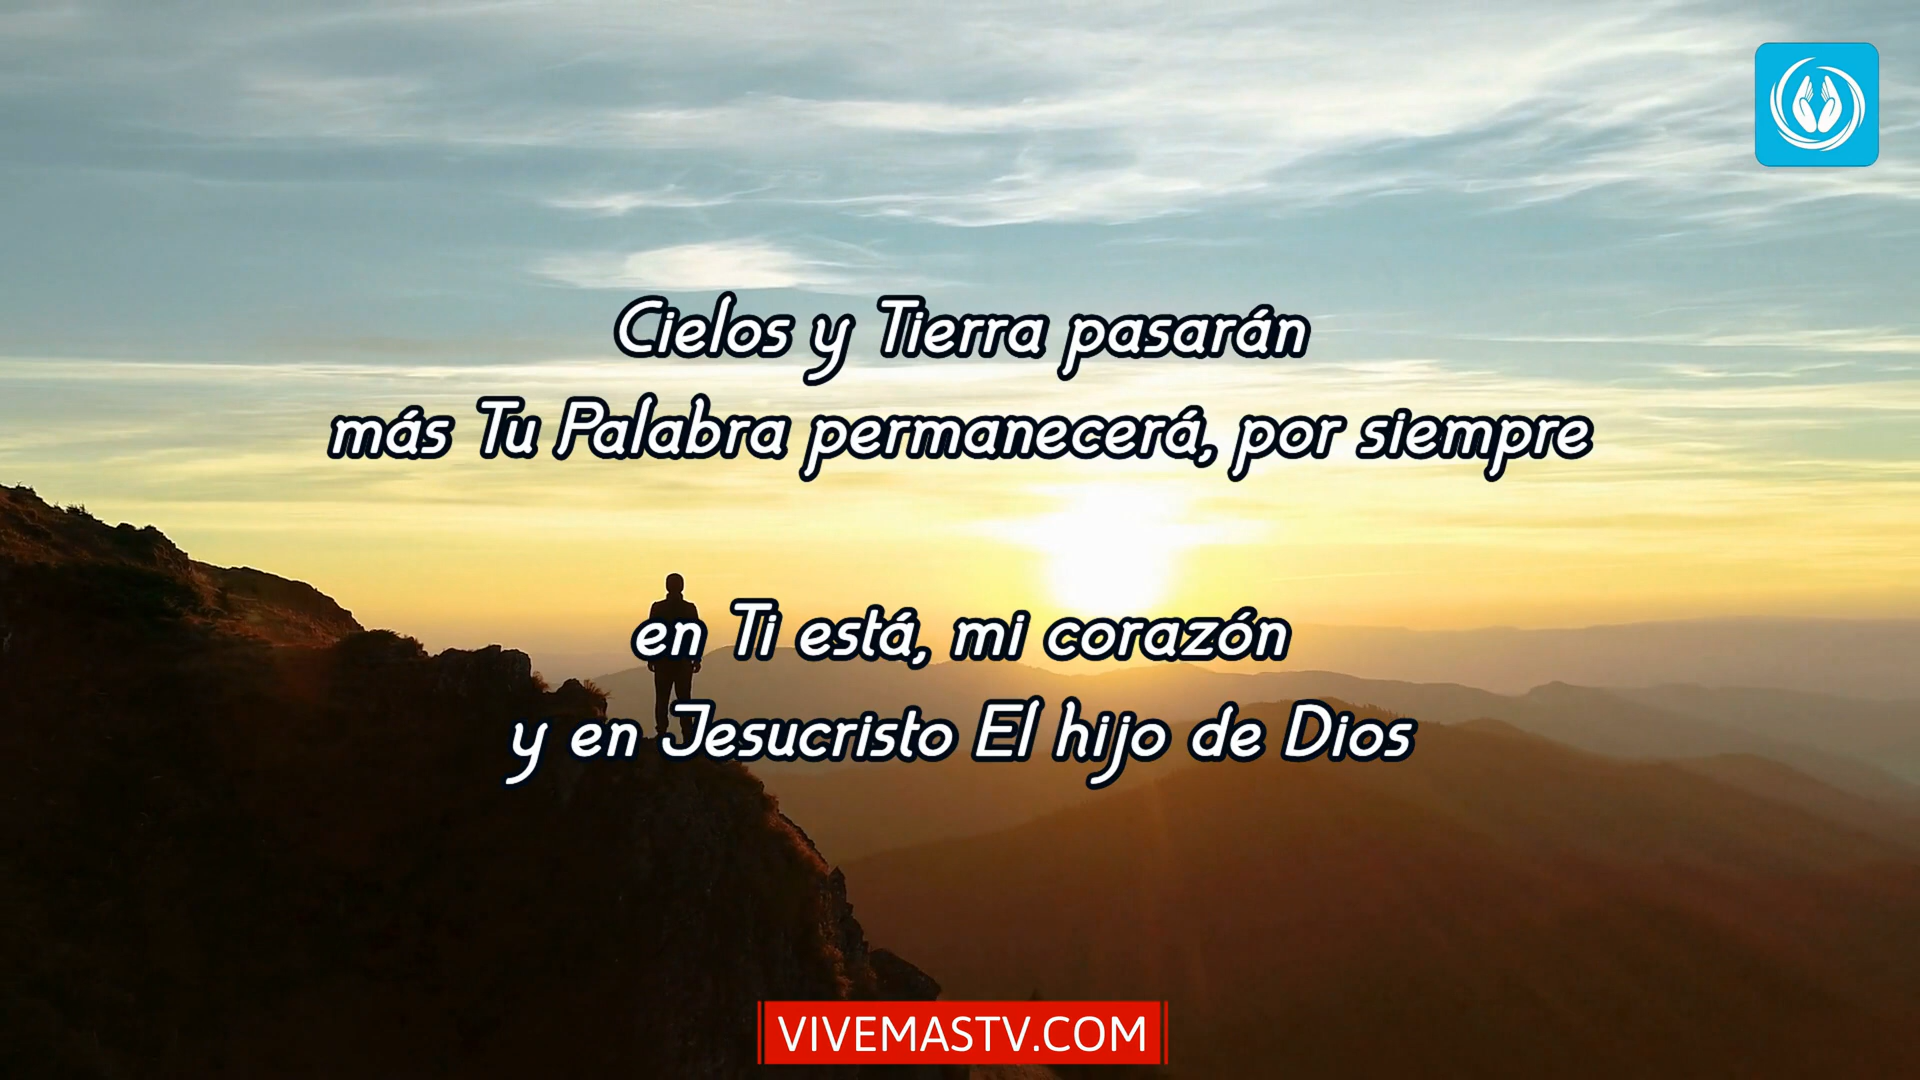 Cielos y Tierra pasarán
más Tu Palabra permanecerá, por siempre
en Ti está, mi corazón
y en Jesucristo El hijo de Dios
VIVEMASTV.COM